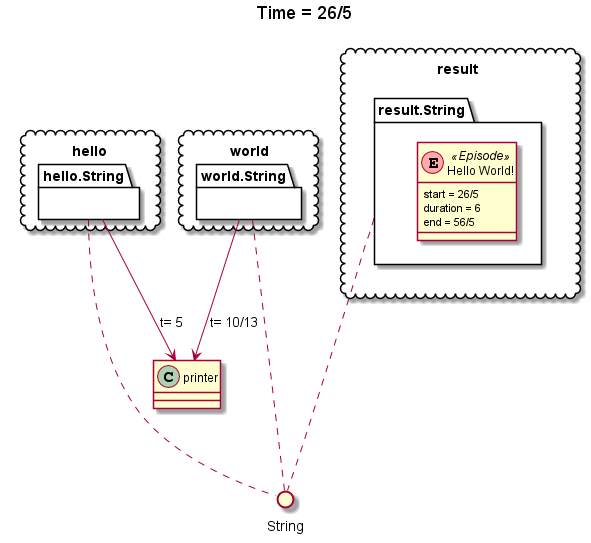 Time = 26/5
result
result.String
hello
world
hello.String
world.String
E
«Episode»
Hello World!
start = 26/5
duration = 6
end = 56/5
t= 5
t= 10/13
C
printer
String